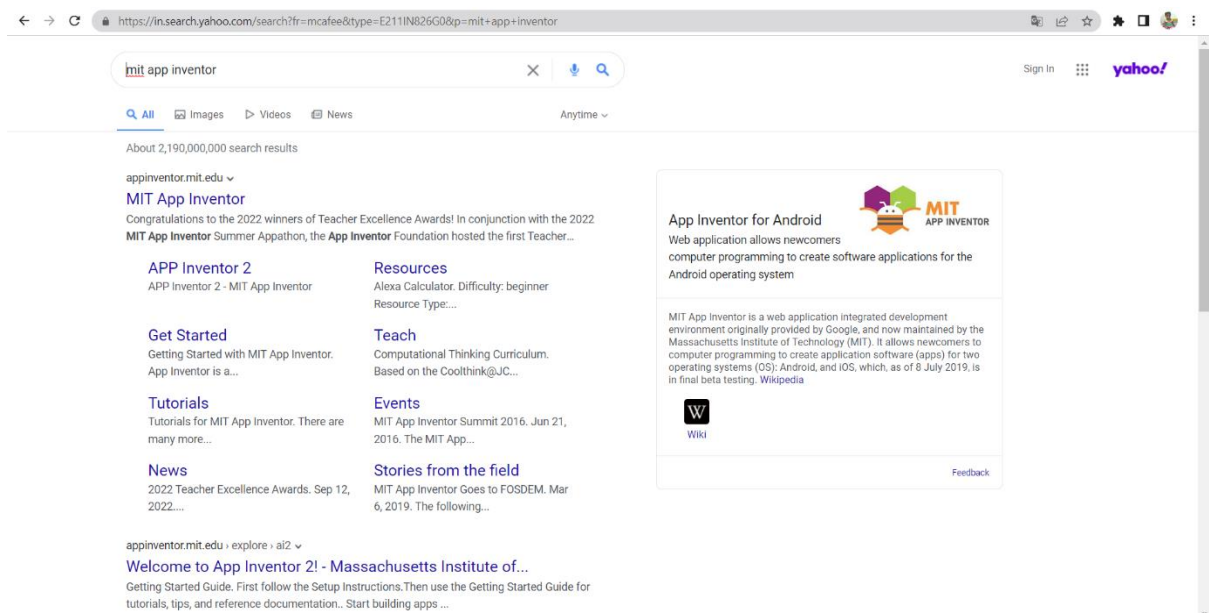 https://in.search.yahoo.com/search?fr=mcafee&type=E211IN826G0&p=mit+app+inventor
mit app inventor
Sign In
yahoo!
All
Images
Videos
News
Anytime
About 2,190,000,000 search results
appinventor.mit.edu
MIT App Inventor
Congratulations to the 2022 winners of Teacher Excellence Awards! In conjunction with the 2022
MIT App Inventor Summer Appathon, the App Inventor Foundation hosted the first Teacher...
APP Inventor 2
APP Inventor 2 - MIT App Inventor
Resources
Alexa Calculator. Difficulty: beginner
Resource Type:...
Get Started
Getting Started with MIT App Inventor.
App Inventor is a...
Teach
Computational Thinking Curriculum.
Based on the Coolthink@JC...
Tutorials
Tutorials for MIT App Inventor. There are
many more...
Events
MIT App Inventor Summit 2016. Jun 21,
2016. The MIT App...
News
2022 Teacher Excellence Awards. Sep 12,
2022....
Stories from the field
MIT App Inventor Goes to FOSDEM. Mar
6, 2019. The following...
appinventor.mit.edu › explore › ai2
Welcome to App Inventor 2! - Massachusetts Institute of...
Getting Started Guide. First follow the Setup Instructions.Then use the Getting Started Guide for
tutorials, tips, and reference documentation.. Start building apps ...
MIT
APP INVENTOR
App Inventor for Android
Web application allows newcomers
computer programming to create software applications for the
Android operating system
MIT App Inventor is a web application integrated development
environment originally provided by Google, and now maintained by the
Massachusetts Institute of Technology (MIT). It allows newcomers to
computer programming to create application software (apps) for two
operating systems (OS): Android, and iOS, which, as of 8 July 2019, is
in final beta testing. Wikipedia
W
Wiki
Feedback